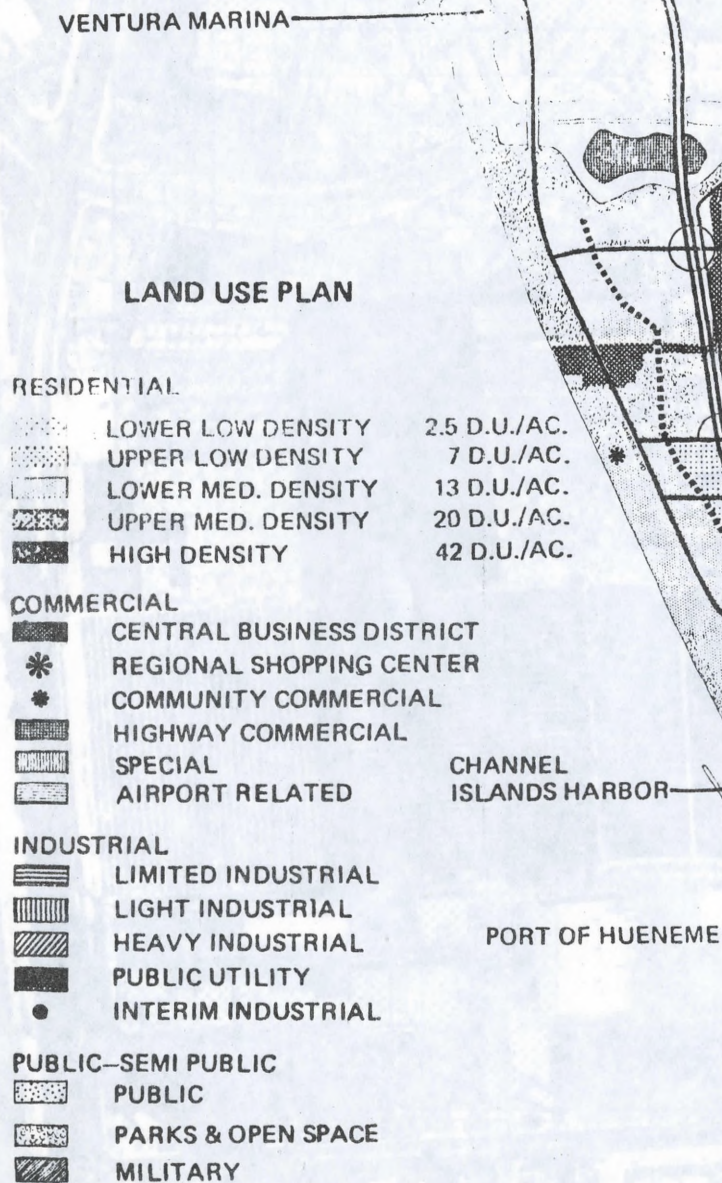 VENTURA MARINA
LAND USE PLAN
RESIDENTIAL
LOWER LOW DENSITY 2.5 D.U./AC.
UPPER LOW DENSITY 7 D.U./AC.
LOWER MED. DENSITY 13 D.U./AC.
UPPER MED. DENSITY 20 D.U./AC.
HIGH DENSITY 42 D.U./AC.
COMMERCIAL
CENTRAL BUSINESS DISTRICT
REGIONAL SHOPPING CENTER
COMMUNITY COMMERCIAL
HIGHWAY COMMERCIAL
SPECIAL
AIRPORT RELATED
CHANNEL
ISLANDS HARBOR
INDUSTRIAL
LIMITED INDUSTRIAL
LIGHT INDUSTRIAL
HEAVY INDUSTRIAL
PUBLIC UTILITY
INTERIM INDUSTRIAL
PORT OF HUENEME
PUBLIC–SEMI PUBLIC
PUBLIC
PARKS & OPEN SPACE
MILITARY